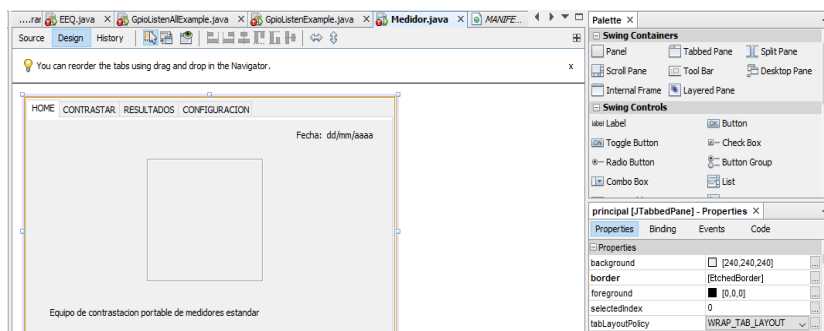 ....rar EEQ.java × GpioListenAllExample.java × GpioListenExample.java × Medidor.java × MANIFE...
Source Design History
You can reorder the tabs using drag and drop in the Navigator. x
HOME CONTRASTAR RESULTADOS CONFIGURACION
Fecha: dd/mm/aaaa
Equipo de contrastacion portable de medidores estandar
Palette ×
Swing Containers
Panel Tabbed Pane Split Pane
Scroll Pane Tool Bar Desktop Pane
Internal Frame Layered Pane
Swing Controls
label Label OK Button
ON Toggle Button Check Box
Radio Button Button Group
Combo Box List
principal [JTabbedPane] - Properties ×
Properties Binding Events Code
Properties
background [240,240,240] ...
border [EtchedBorder] ...
foreground [0,0,0] ...
selectedIndex 0 ...
tabLayoutPolicy WRAP_TAB_LAYOUT ...